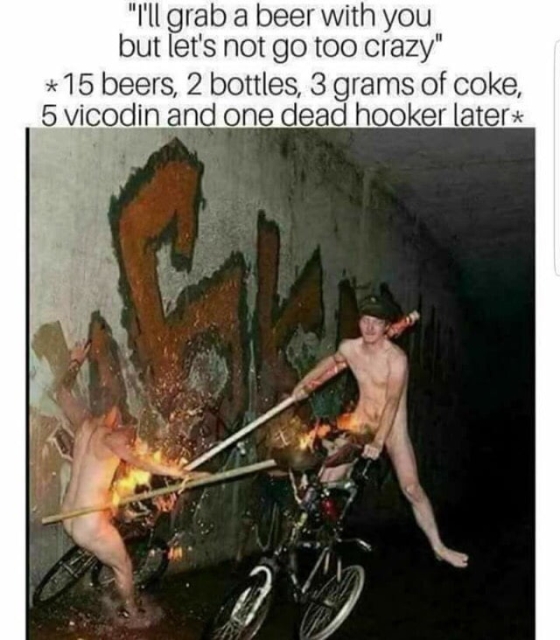 "I'll grab a beer with you
but let's not go too crazy"
*15 beers, 2 bottles, 3 grams of coke,
5 vicodin and one dead hooker later*